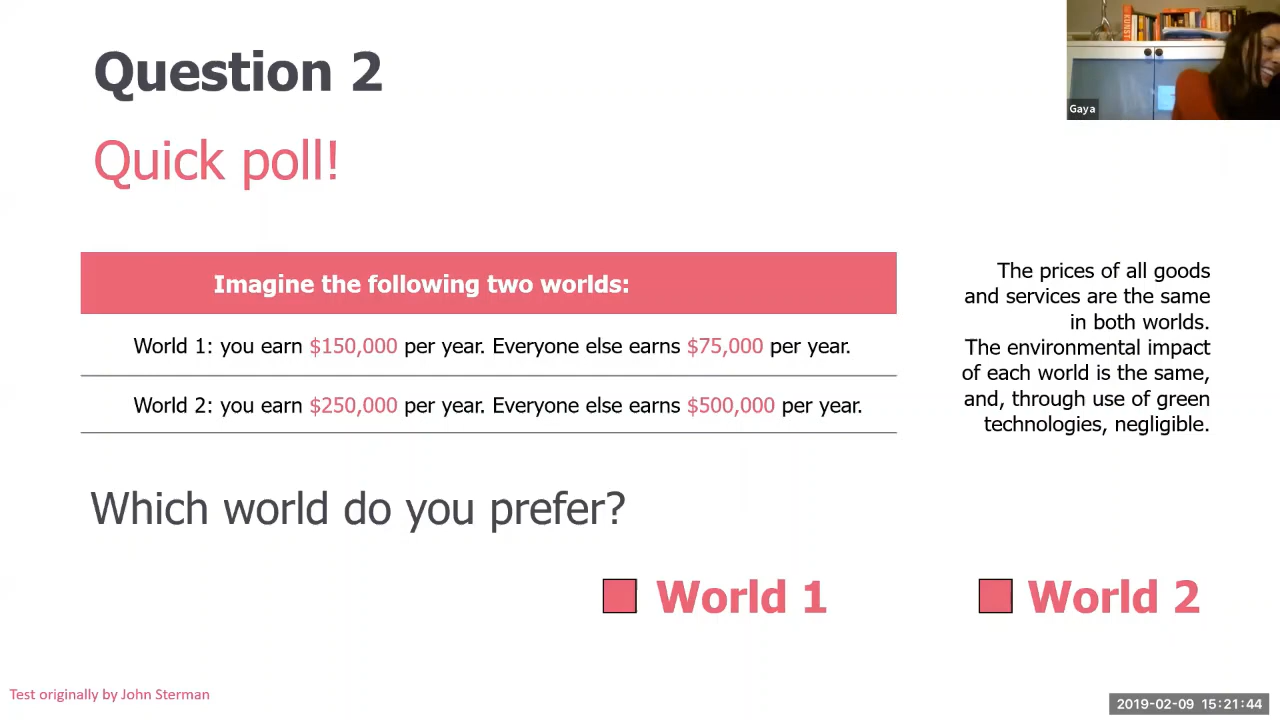 Question 2
Quick poll!
Imagine the following two worlds:
World 1: you earn $150,000 per year. Everyone else earns $75,000 per year.
World 2: you earn $250,000 per year. Everyone else earns $500,000 per year.
The prices of all goods
and services are the same
in both worlds.
The environmental impact
of each world is the same,
and, through use of green
technologies, negligible.
Which world do you prefer?
World 1
World 2
Test originally by John Sterman
Gaya
KUNST
2019-02-09 15:21:44